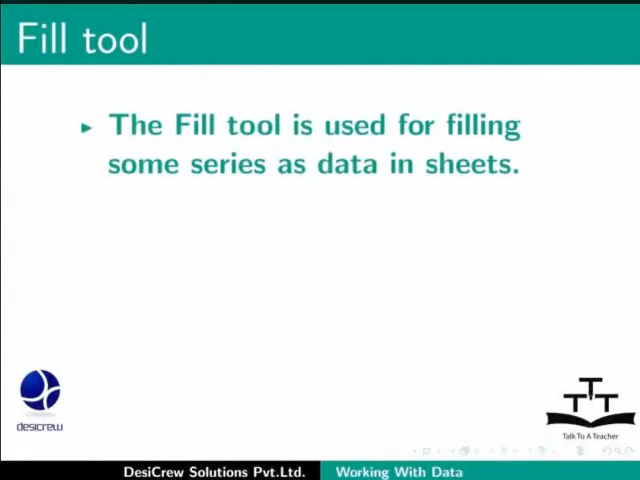 Fill tool
The Fill tool is used for filling
some series as data in sheets.
desicrew
TTT
Talk To A Teacher
DesiCrew Solutions Pvt.Ltd. Working With Data